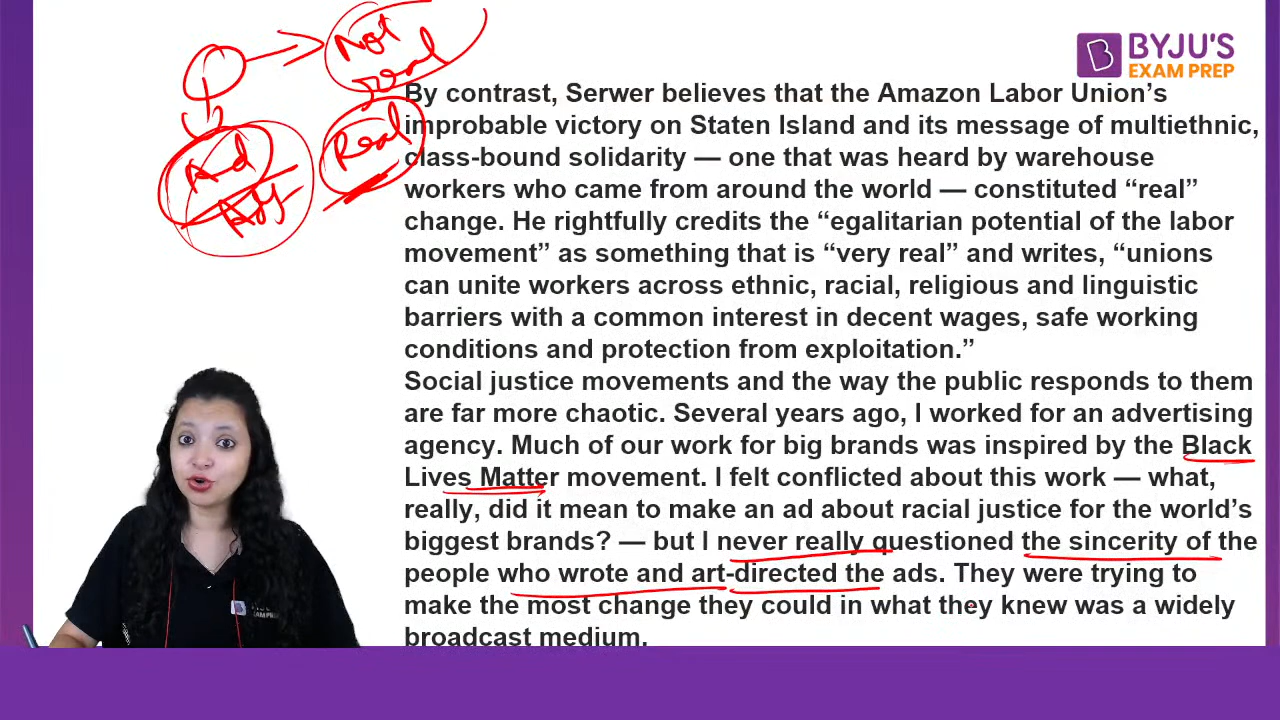 Not
real
BYJU'S
EXAM PREP
Real
Ad
By contrast, Serwer believes that the Amazon Labor Union’s
improbable victory on Staten Island and its message of multiethnic,
class-bound solidarity — one that was heard by warehouse
workers who came from around the world — constituted “real”
change. He rightfully credits the “egalitarian potential of the labor
movement” as something that is “very real” and writes, “unions
can unite workers across ethnic, racial, religious and linguistic
barriers with a common interest in decent wages, safe working
conditions and protection from exploitation.”
Social justice movements and the way the public responds to them
are far more chaotic. Several years ago, I worked for an advertising
agency. Much of our work for big brands was inspired by the Black
Lives Matter movement. I felt conflicted about this work — what,
really, did it mean to make an ad about racial justice for the world’s
biggest brands? — but I never really questioned the sincerity of the
people who wrote and art-directed the ads. They were trying to
make the most change they could in what they knew was a widely
broadcast medium.
BYJU'S